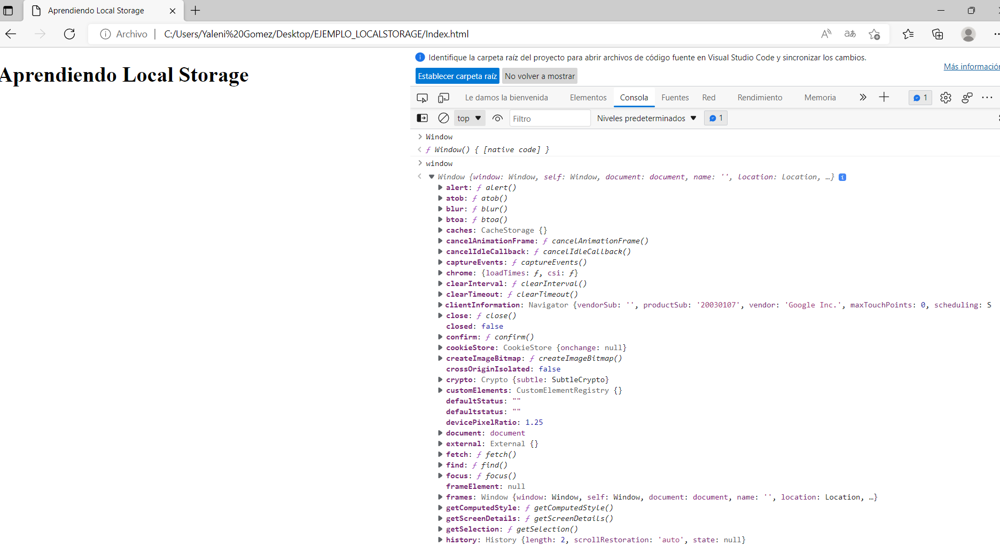 Aprendiendo Local Storage
Archivo | C:/Users/Yaleni%20Gomez/Desktop/EJEMPLO_LOCALSTORAGE/Index.html
Aprendiendo Local Storage
Identifique la carpeta raíz del proyecto para abrir archivos de código fuente en Visual Studio Code y sincronizar los cambios.
Más información
Establecer carpeta raíz No volver a mostrar
Le damos la bienvenida Elementos Consola Fuentes Red Rendimiento Memoria 1
top Filtro Niveles predeterminados 1
Window
ƒ Window() { [native code] }
window
Window {window: Window, self: Window, document: document, name: '', location: Location, …}
alert: ƒ alert()
atob: ƒ atob()
blur: ƒ blur()
btoa: ƒ btoa()
caches: CacheStorage {}
cancelAnimationFrame: ƒ cancelAnimationFrame()
cancelIdleCallback: ƒ cancelIdleCallback()
captureEvents: ƒ captureEvents()
chrome: {loadTimes: ƒ, csi: ƒ}
clearInterval: ƒ clearInterval()
clearTimeout: ƒ clearTimeout()
clientInformation: Navigator {vendorSub: '', productSub: '20030107', vendor: 'Google Inc.', maxTouchPoints: 0, scheduling: S
close: ƒ close()
closed: false
confirm: ƒ confirm()
cookieStore: CookieStore {onchange: null}
createImageBitmap: ƒ createImageBitmap()
crossOriginIsolated: false
crypto: Crypto {subtle: SubtleCrypto}
customElements: CustomElementRegistry {}
defaultStatus: ""
defaultstatus: ""
devicePixelRatio: 1.25
document: document
external: External {}
fetch: ƒ fetch()
find: ƒ find()
focus: ƒ focus()
frameElement: null
frames: Window {window: Window, self: Window, document: document, name: '', location: Location, …}
getComputedStyle: ƒ getComputedStyle()
getScreenDetails: ƒ getScreenDetails()
getSelection: ƒ getSelection()
history: History {length: 2, scrollRestoration: 'auto', state: null}